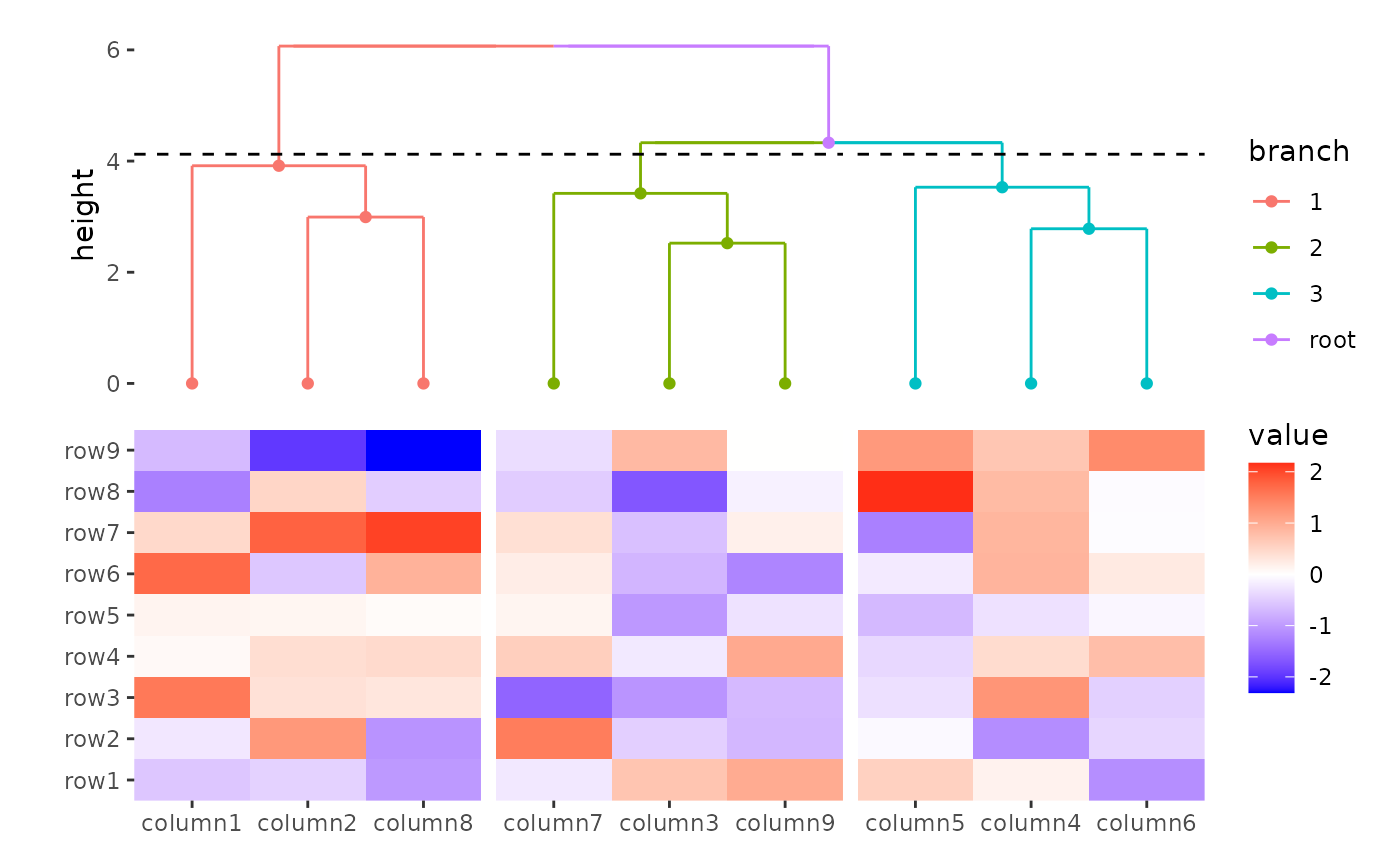 6
4
2
0
height
branch
1
2
3
root
row9
row8
row7
row6
row5
row4
row3
row2
row1
column1 column2 column8 column7 column3 column9 column5 column4 column6
value
2
1
0
-1
-2